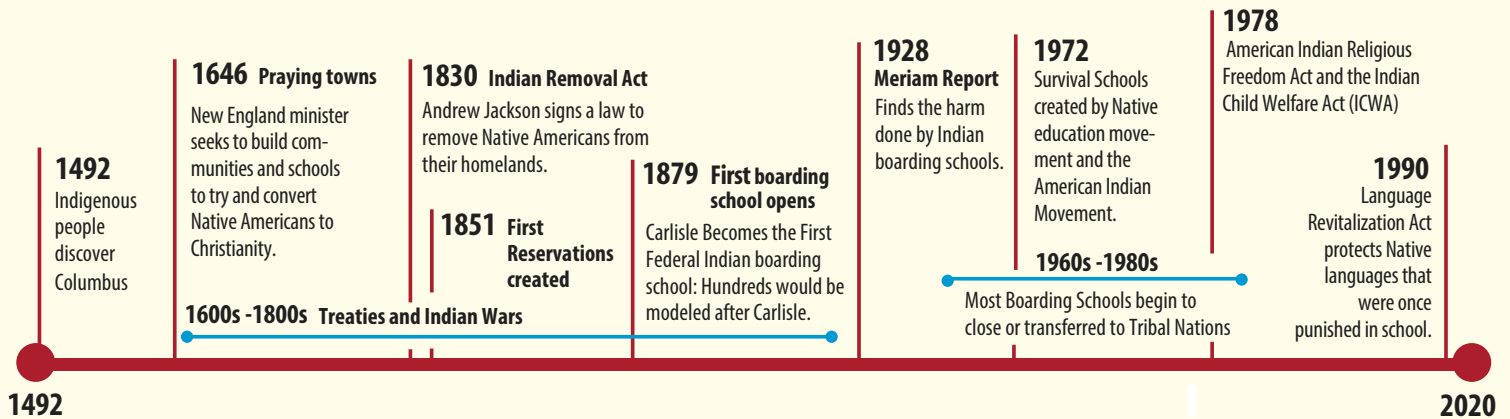 1492
Indigenous
people
discover
Columbus
1646 Praying towns
New England minister
seeks to build com-
munities and schools
to try and convert
Native Americans to
Christianity.
1600s -1800s Treaties and Indian Wars
1830 Indian Removal Act
Andrew Jackson signs a law to
remove Native Americans from
their homelands.
1851 First
Reservations
created
1879 First boarding
school opens
Carlisle Becomes the First
Federal Indian boarding
school: Hundreds would be
modeled after Carlisle.
1928
Meriam Report
Finds the harm
done by Indian
boarding schools.
1972
Survival Schools
created by Native
education move-
ment and the
American Indian
Movement.
1960s -1980s
Most Boarding Schools begin to
close or transferred to Tribal Nations
1978
American Indian Religious
Freedom Act and the Indian
Child Welfare Act (ICWA)
1990
Language
Revitalization Act
protects Native
languages that
were once
punished in school.
1492
2020